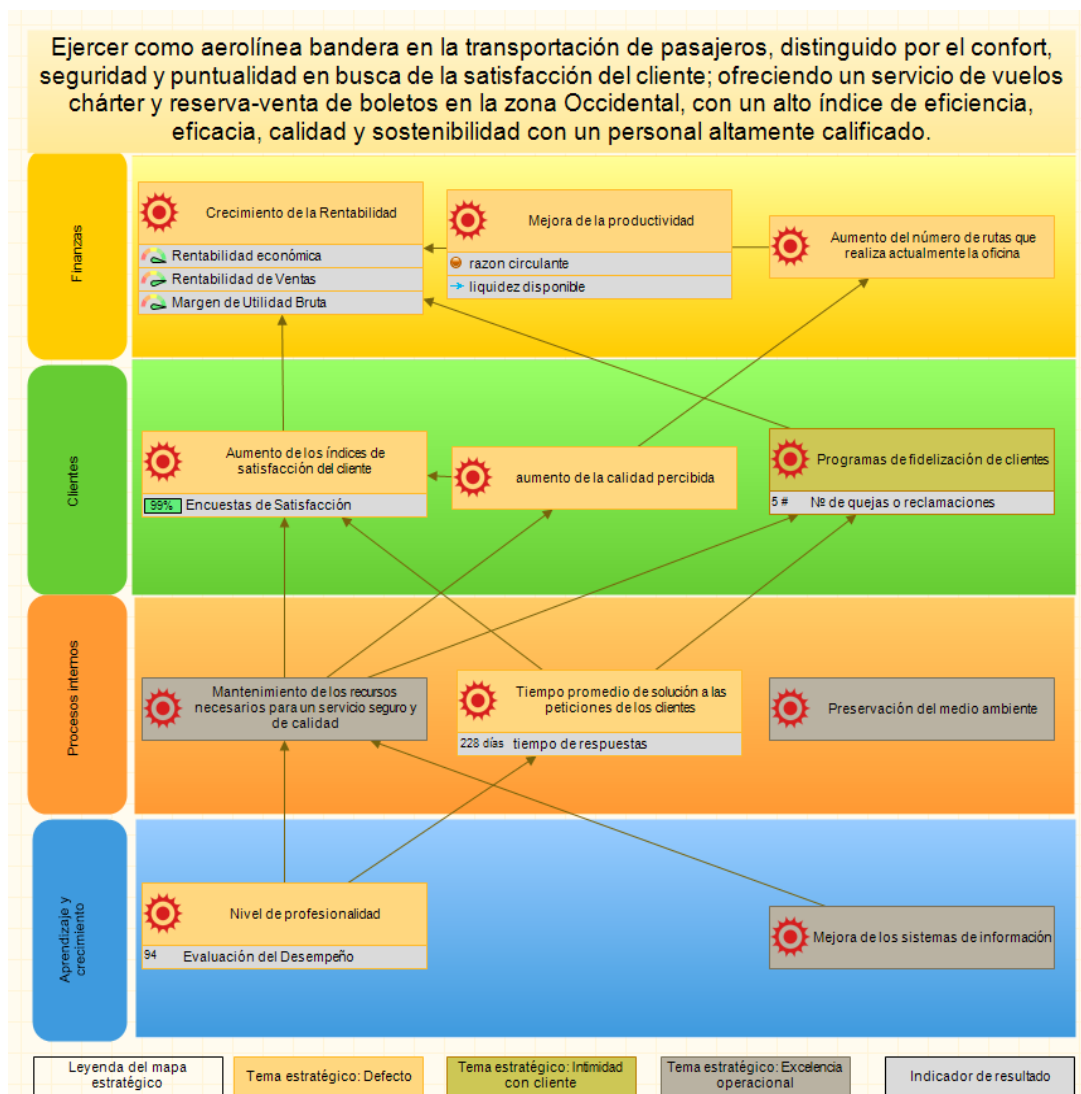 Ejercer como aerolínea bandera en la transportación de pasajeros, distinguido por el confort,
seguridad y puntualidad en busca de la satisfacción del cliente; ofreciendo un servicio de vuelos
chárter y reserva-venta de boletos en la zona Occidental, con un alto índice de eficiencia,
eficacia, calidad y sostenibilidad con un personal altamente calificado.
Finanzas
Crecimiento de la Rentabilidad
Rentabilidad económica
Rentabilidad de Ventas
Margen de Utilidad Bruta
Mejora de la productividad
razon circulante
liquidez disponible
Aumento del número de rutas que
realiza actualmente la oficina
Clientes
Aumento de los índices de
satisfacción del cliente
99% Encuestas de Satisfacción
aumento de la calidad percibida
Programas de fidelización de clientes
5 # Nº de quejas o reclamaciones
Procesos internos
Mantenimiento de los recursos
necesarios para un servicio seguro y
de calidad
Tiempo promedio de solución a las
peticiones de los clientes
228 días tiempo de respuestas
Preservación del medio ambiente
Aprendizaje y
crecimiento
Nivel de profesionalidad
94 Evaluación del Desempeño
Mejora de los sistemas de información
Leyenda del mapa
estratégico
Tema estratégico: Defecto
Tema estratégico: Intimidad
con cliente
Tema estratégico: Excelencia
operacional
Indicador de resultado